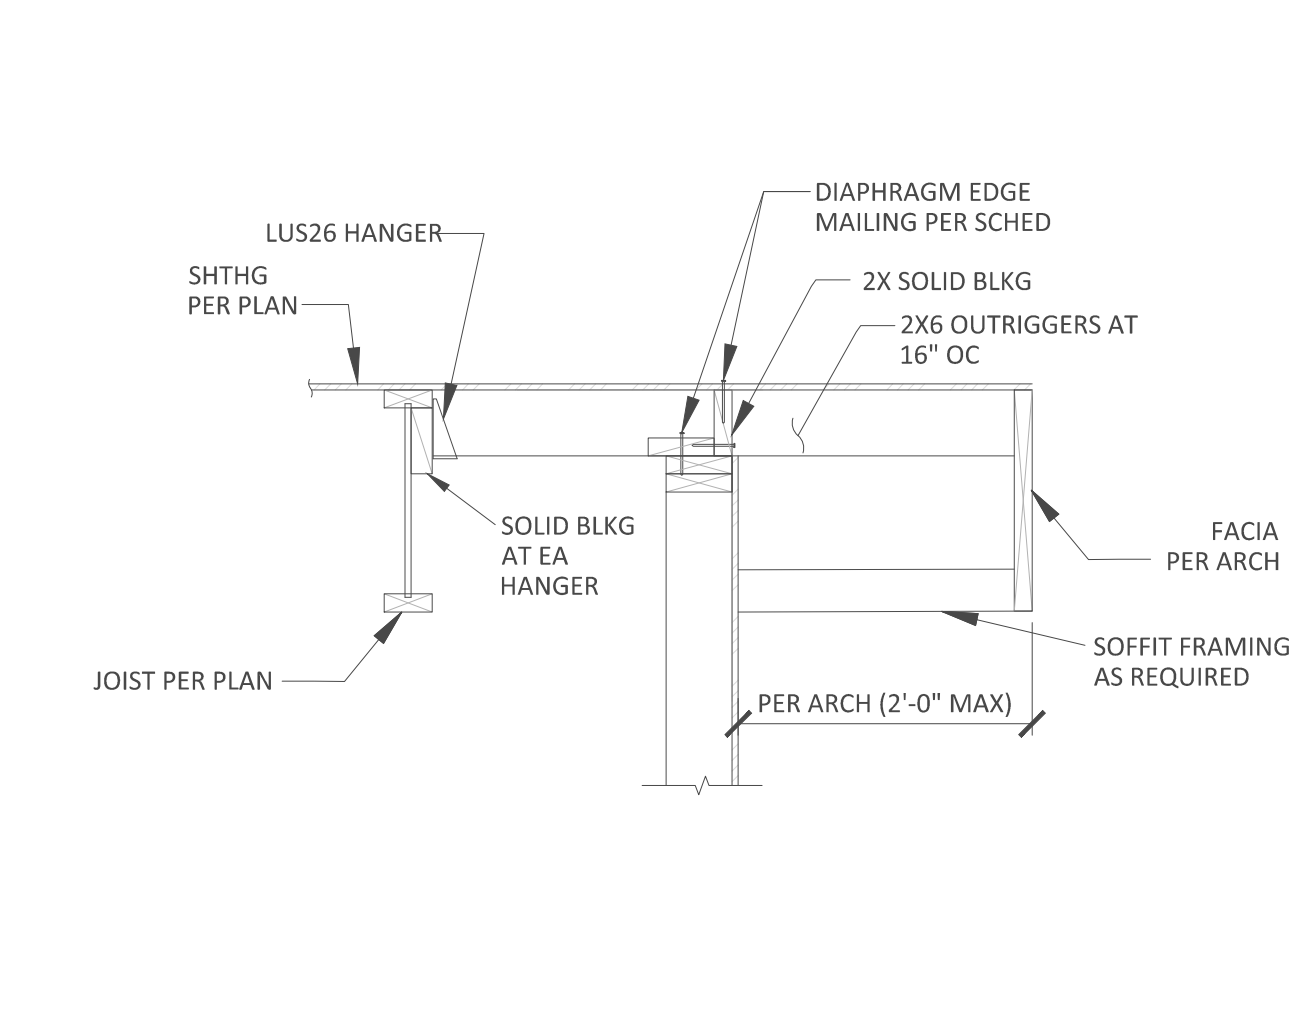 DIAPHRAGM EDGE
MAILING PER SCHED
LUS26 HANGER
SHTHG
PER PLAN
2X SOLID BLKG
2X6 OUTRIGGERS AT
16" OC
SOLID BLKG
AT EA
HANGER
FACIA
PER ARCH
JOIST PER PLAN
SOFFIT FRAMING
AS REQUIRED
PER ARCH (2'-0" MAX)